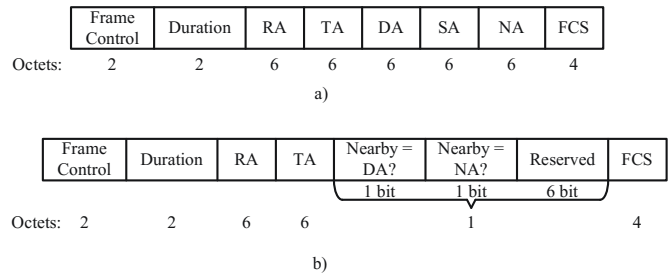 Frame Control Duration RA TA DA SA NA FCS
Octets: 2 2 6 6 6 6 6 4
a)
Frame Control Duration RA TA Nearby = DA? Nearby = NA? Reserved FCS
1 bit 1 bit 6 bit
Octets: 2 2 6 6 1 4
b)